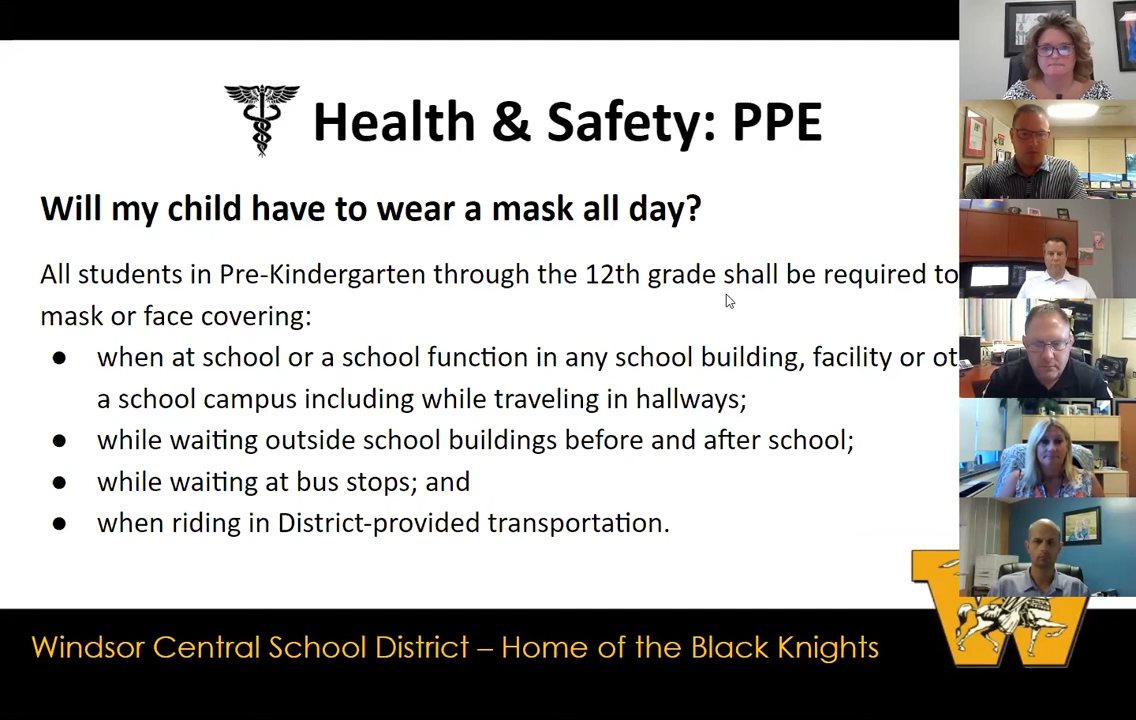 Health & Safety: PPE
Will my child have to wear a mask all day?
All students in Pre-Kindergarten through the 12th grade shall be required to
mask or face covering:
● when at school or a school function in any school building, facility or ot
a school campus including while traveling in hallways;
● while waiting outside school buildings before and after school;
● while waiting at bus stops; and
● when riding in District-provided transportation.
W
Windsor Central School District – Home of the Black Knights